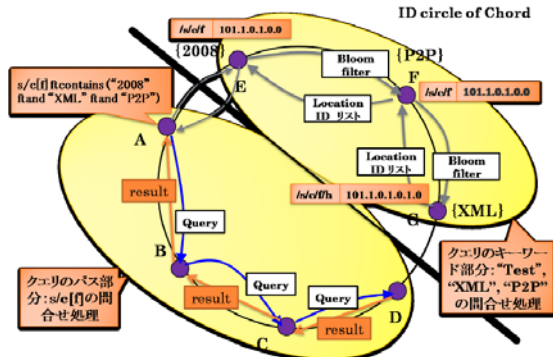 ID circle of Chord
/s/c/f 101.1.0.1.0.0
{2008}
Bloom
filter
{P2P}
s/c[f] ftcontains ("2008"
ftand "XML" ftand "P2P")
E
F
/s/c/f 101.1.0.1.0.0
Location
ID リスト
A
Location
ID リスト
Bloom
filter
/s/c/f/h 101.1.0.1.0.1.0
G
{XML}
result
Query
B
クエリのパス部
分：s/c[f]の問
合せ処理
Query
result
Query
result
C
D
クエリのキーワー
ド部分："Test",
"XML", "P2P"
の問合せ処理